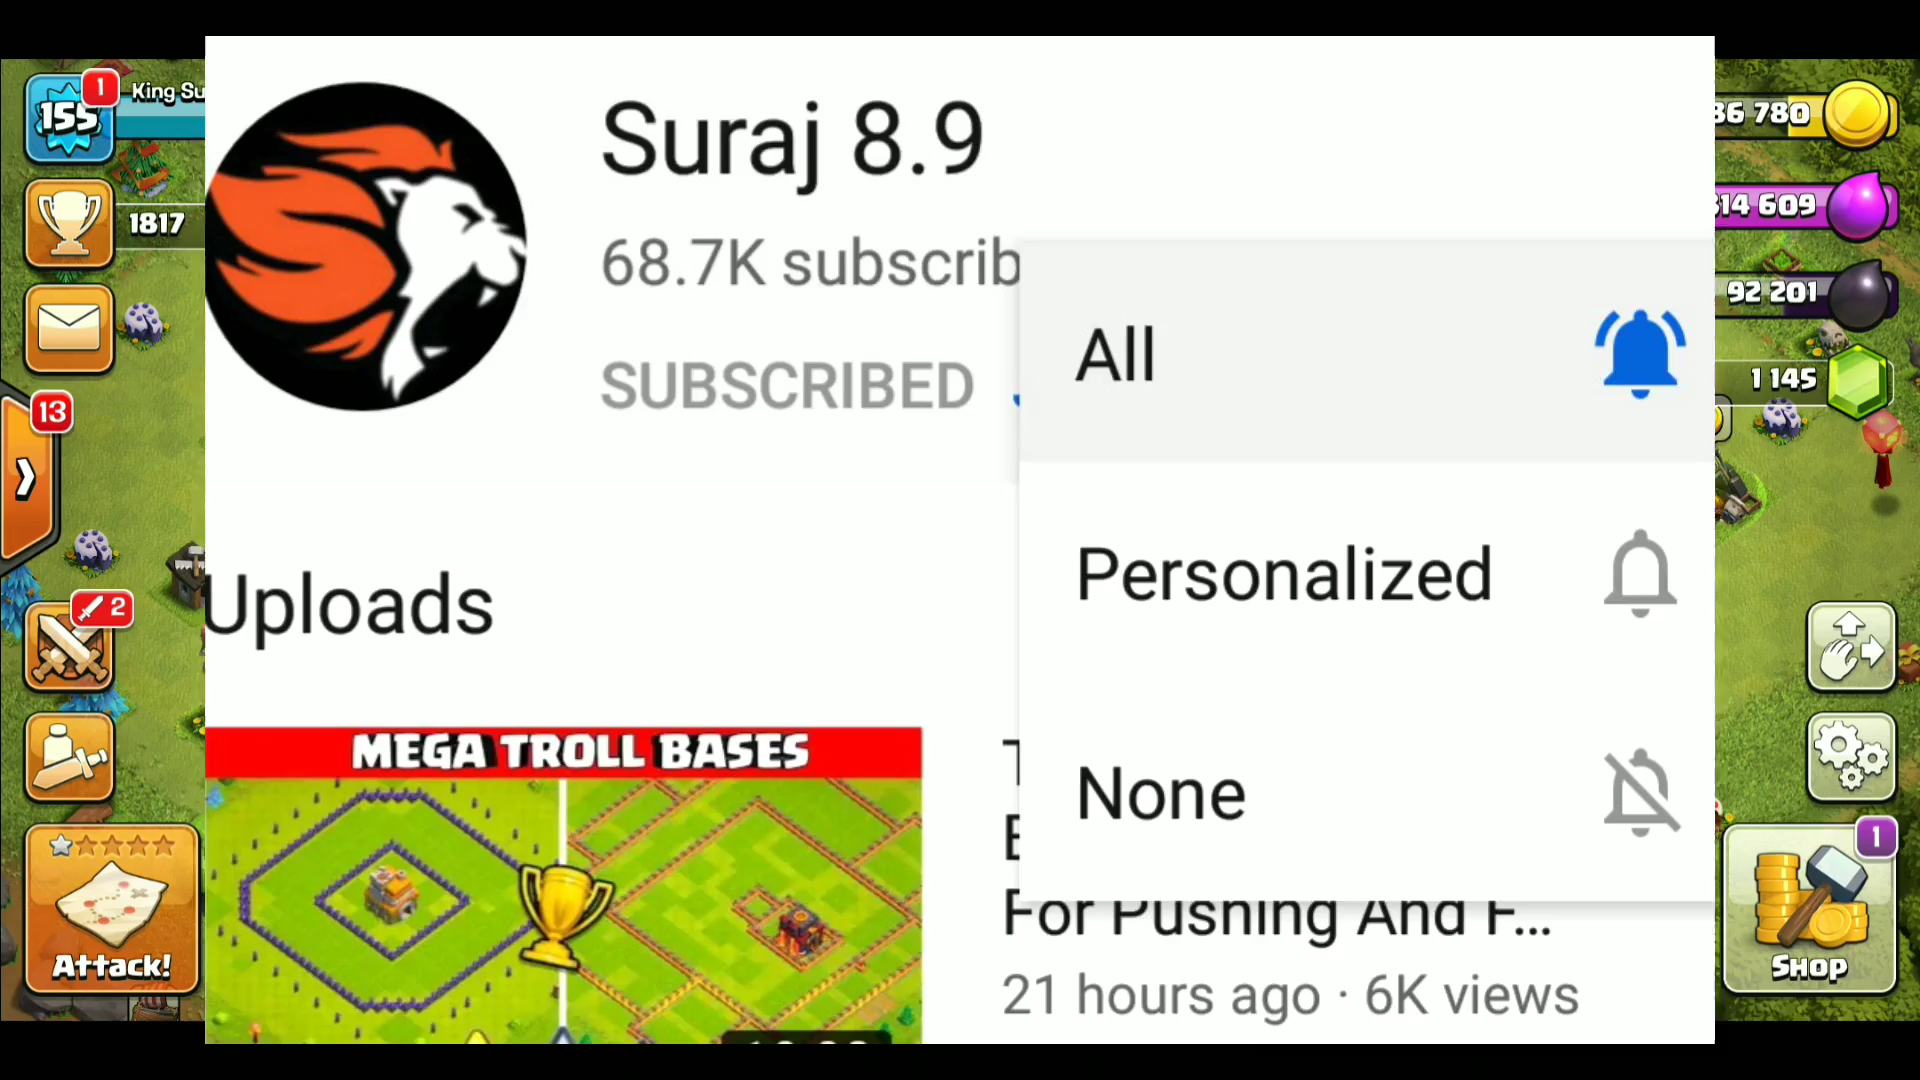 155
1
King Su
1817
13
2
Attack!
Suraj 8.9
68.7K subscrib
SUBSCRIBED
All
Personalized
None
Uploads
MEGA TROLL BASES
For Pushing And F...
21 hours ago · 6K views
36 780
314 609
92 201
1 145
1
Shop